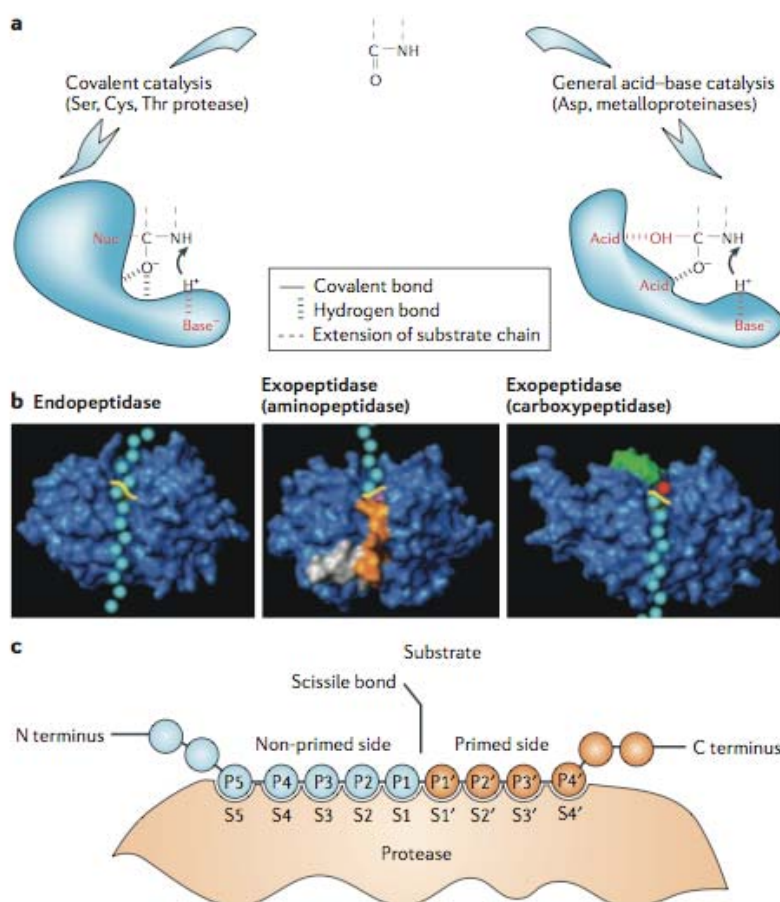 a
C
NH
O
Covalent catalysis
(Ser, Cys, Thr protease)
General acid–base catalysis
(Asp, metalloproteinases)
Nuc
C
NH
O⁻
H⁺
Base⁻
Acid
OH
C
NH
Acid
O⁻
H⁺
Base⁻
Covalent bond
Hydrogen bond
Extension of substrate chain
b Endopeptidase
Exopeptidase
(aminopeptidase)
Exopeptidase
(carboxypeptidase)
c
Substrate
Scissile bond
N terminus
Non-primed side
Primed side
C terminus
P5 P4 P3 P2 P1 P1′ P2′ P3′ P4′
S5 S4 S3 S2 S1 S1′ S2′ S3′ S4′
Protease